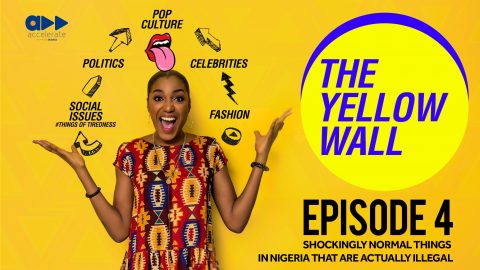 accelerate
POP
CULTURE
POLITICS
CELEBRITIES
SOCIAL
ISSUES
#THINGS OF TIREDNESS
FASHION
THE
YELLOW
WALL
EPISODE 4
SHOCKINGLY NORMAL THINGS
IN NIGERIA THAT ARE ACTUALLY ILLEGAL